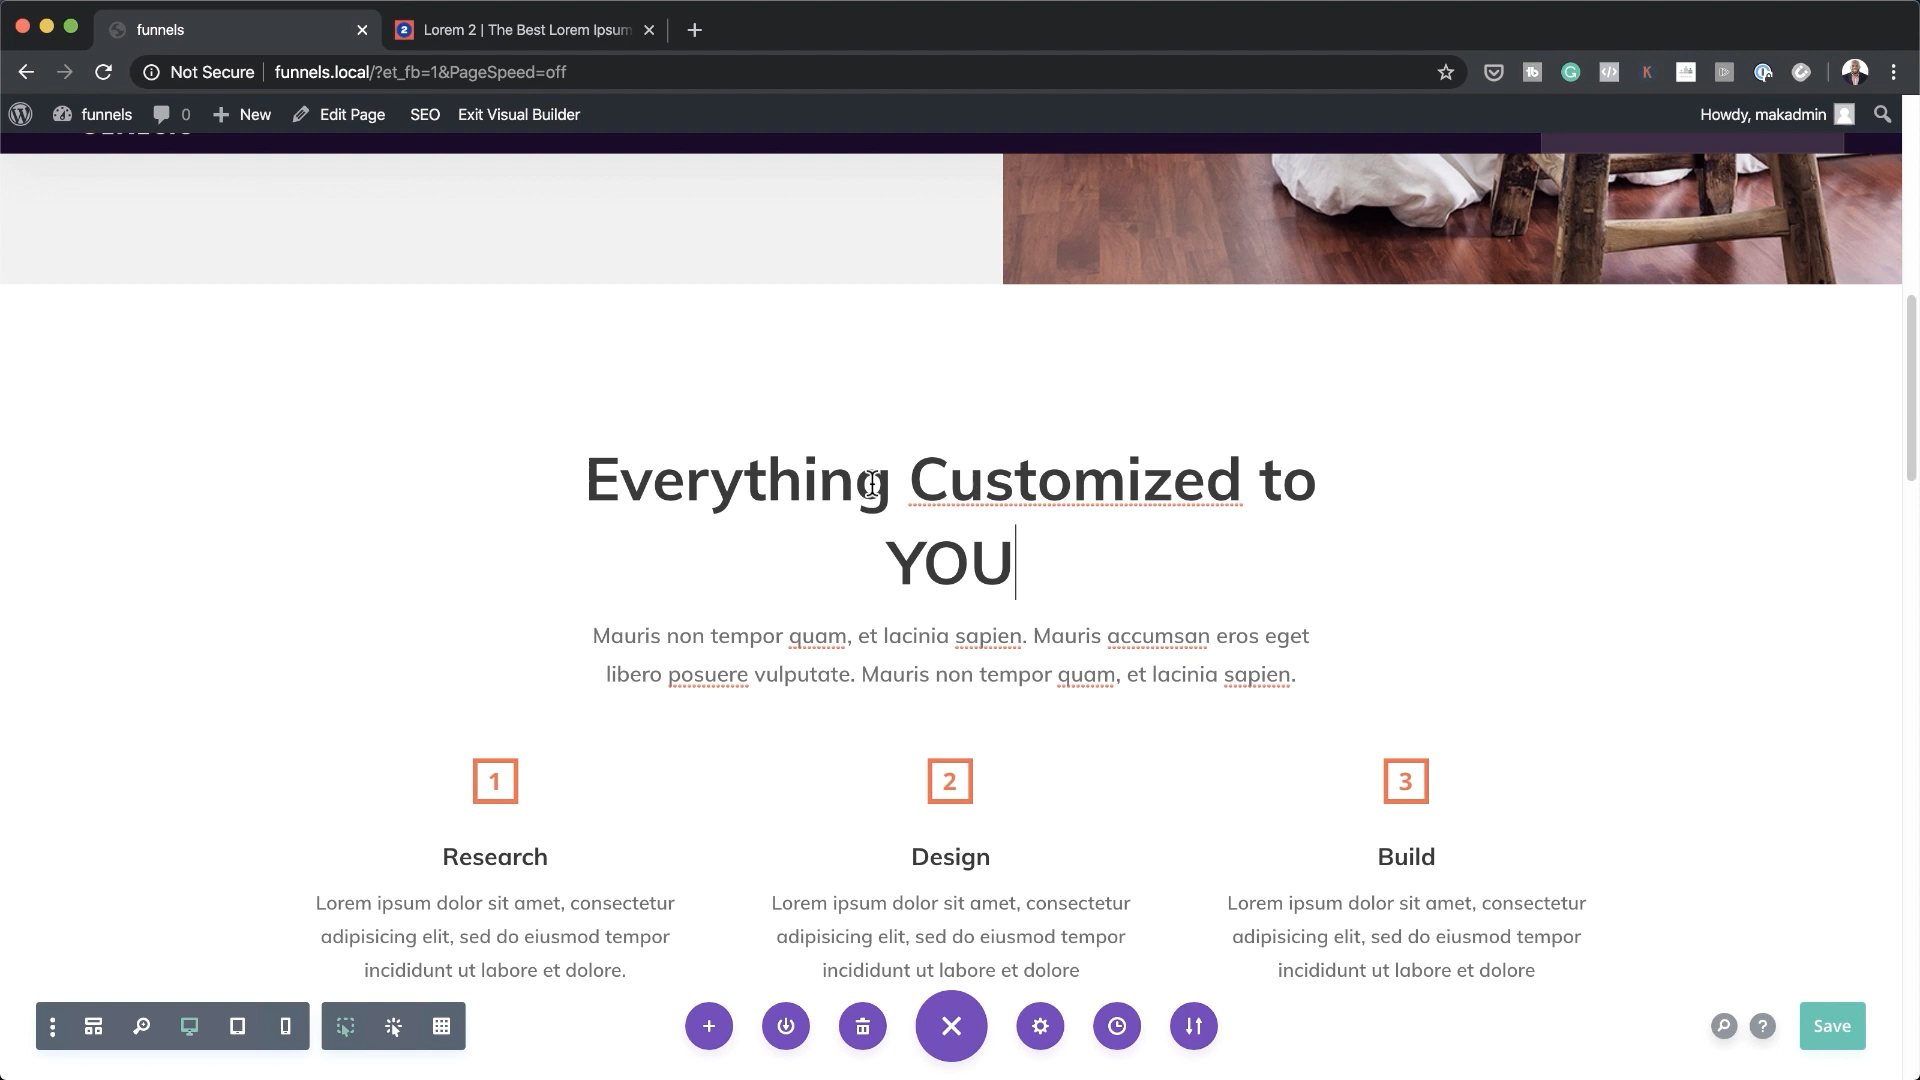 funnels
Lorem 2 | The Best Lorem Ipsum
Not Secure
funnels.local/?et_fb=1&PageSpeed=off
funnels
0
New
Edit Page
SEO
Exit Visual Builder
Howdy, makadmin
Everything Customized to
YOU
Mauris non tempor quam, et lacinia sapien. Mauris accumsan eros eget
libero posuere vulputate. Mauris non tempor quam, et lacinia sapien.
1
2
3
Research
Design
Build
Lorem ipsum dolor sit amet, consectetur
adipisicing elit, sed do eiusmod tempor
incididunt ut labore et dolore.
Lorem ipsum dolor sit amet, consectetur
adipisicing elit, sed do eiusmod tempor
incididunt ut labore et dolore
Lorem ipsum dolor sit amet, consectetur
adipisicing elit, sed do eiusmod tempor
incididunt ut labore et dolore
Save